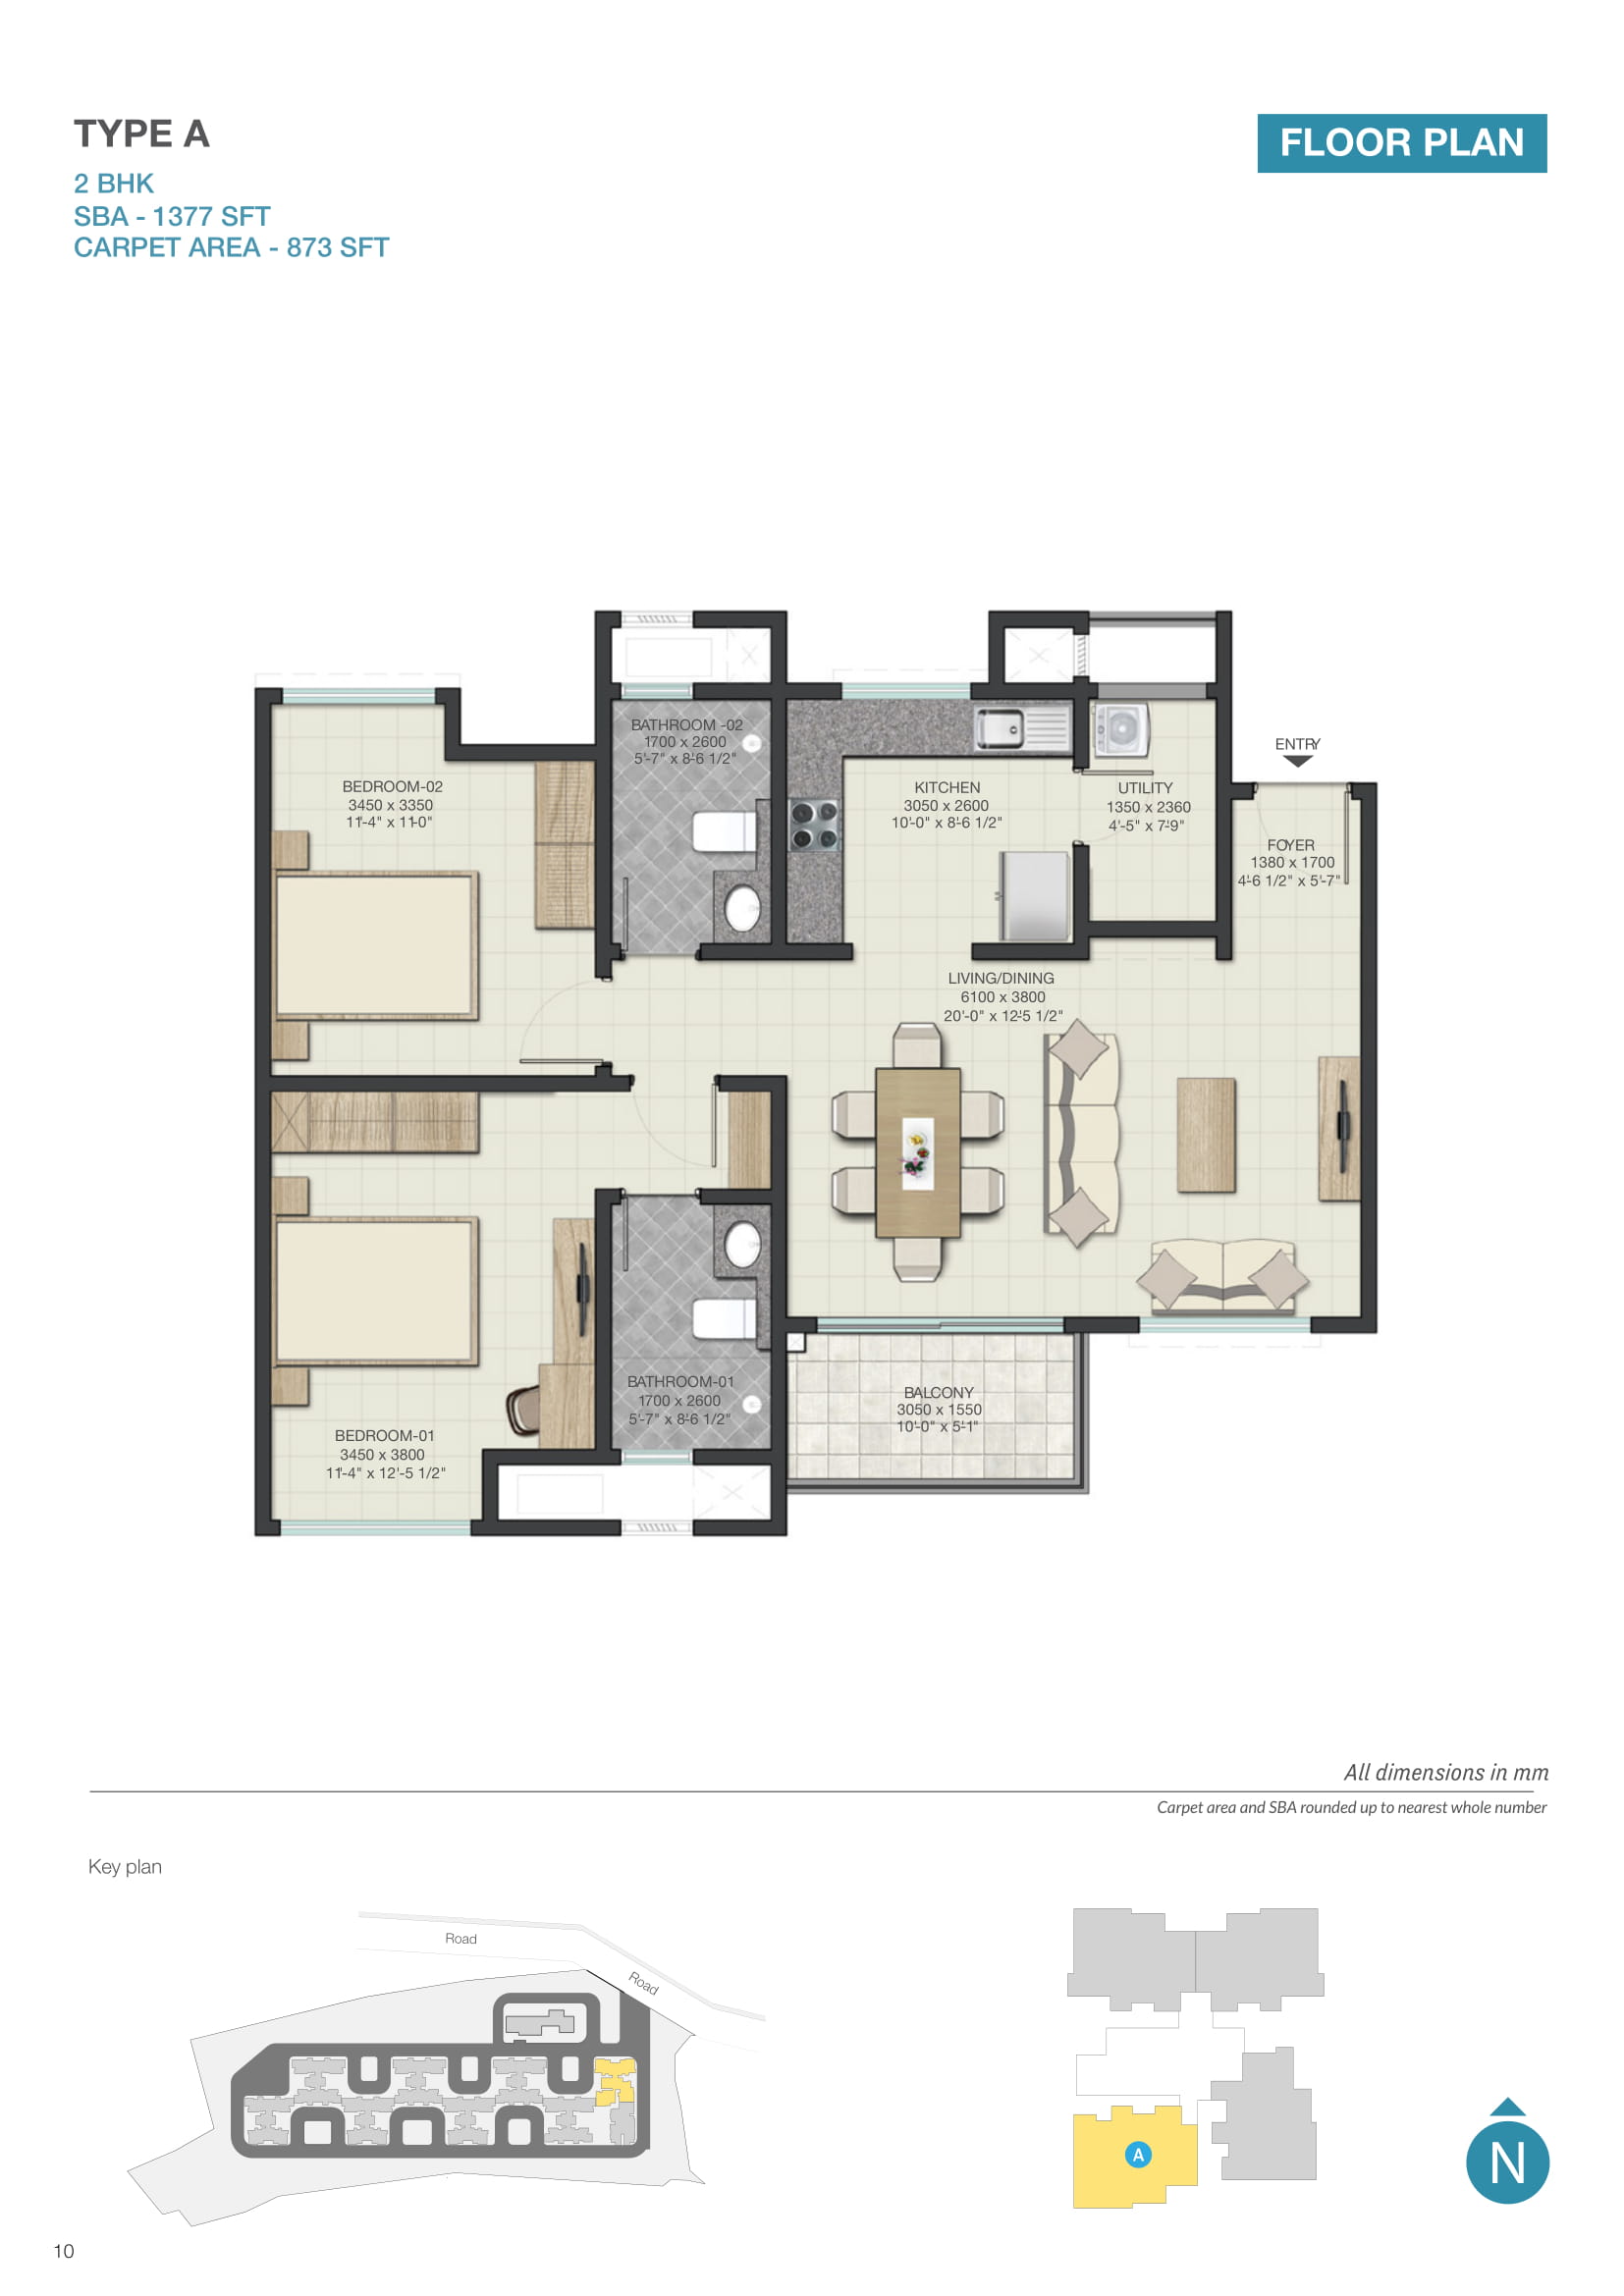 TYPE A
2 BHK
SBA - 1377 SFT
CARPET AREA - 873 SFT
FLOOR PLAN
BATHROOM -02
1700 x 2600
5'-7" x 8'-6 1/2"
ENTRY
BEDROOM-02
3450 x 3350
11'-4" x 11'-0"
KITCHEN
3050 x 2600
10'-0" x 8'-6 1/2"
UTILITY
1350 x 2360
4'-5" x 7'-9"
FOYER
1380 x 1700
4'-6 1/2" x 5'-7"
LIVING/DINING
6100 x 3800
20'-0" x 12'-5 1/2"
BATHROOM-01
1700 x 2600
5'-7" x 8'-6 1/2"
BALCONY
3050 x 1550
10'-0" x 5'-1"
BEDROOM-01
3450 x 3800
11'-4" x 12'-5 1/2"
All dimensions in mm
Carpet area and SBA rounded up to nearest whole number
Key plan
Road
Road
A
N
10